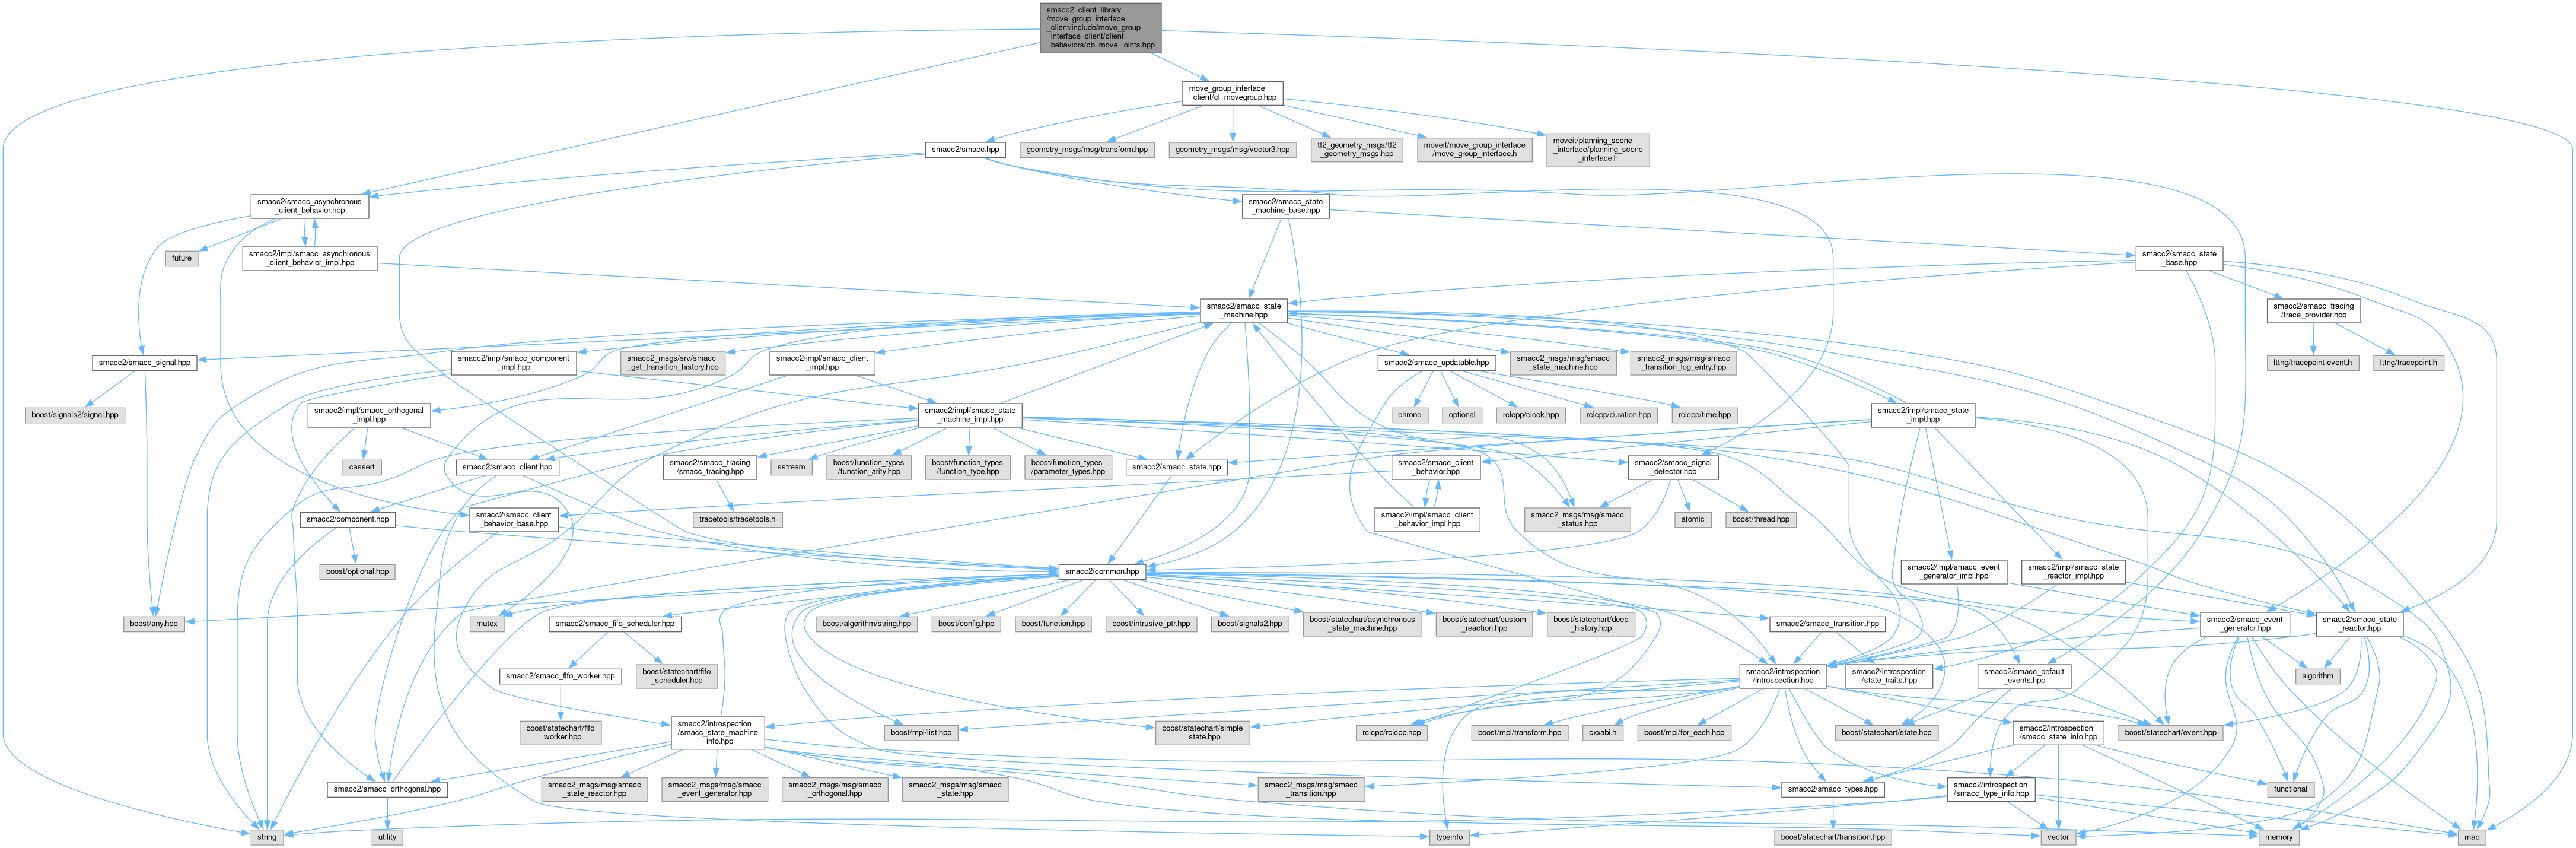 smacc2_client_library
/move_group_interface
_client/include/move_group
_interface_client/client
_behaviors/cb_move_joints.hpp
move_group_interface
_client/cl_movegroup.hpp
smacc2/smacc.hpp
geometry_msgs/msg/transform.hpp
geometry_msgs/msg/vector3.hpp
tf2_geometry_msgs/tf2
_geometry_msgs.hpp
moveit/move_group_interface
/move_group_interface.h
moveit/planning_scene
_interface/planning_scene
_interface.h
smacc2/smacc_asynchronous
_client_behavior.hpp
smacc2/smacc_state
_machine_base.hpp
future
smacc2/impl/smacc_asynchronous
_client_behavior_impl.hpp
smacc2/smacc_state
_base.hpp
smacc2/smacc_state
_machine.hpp
smacc2/smacc_tracing
/trace_provider.hpp
smacc2/smacc_signal.hpp
smacc2/impl/smacc_component
_impl.hpp
smacc2_msgs/srv/smacc
_get_transition_history.hpp
smacc2/impl/smacc_client
_impl.hpp
smacc2/smacc_updatable.hpp
smacc2_msgs/msg/smacc
_state_machine.hpp
smacc2_msgs/msg/smacc
_transition_log_entry.hpp
lttng/tracepoint-event.h
lttng/tracepoint.h
boost/signals2/signal.hpp
smacc2/impl/smacc_orthogonal
_impl.hpp
smacc2/impl/smacc_state
_machine_impl.hpp
chrono
optional
rclcpp/clock.hpp
rclcpp/duration.hpp
rclcpp/time.hpp
smacc2/impl/smacc_state
_impl.hpp
cassert
smacc2/smacc_client.hpp
smacc2/smacc_tracing
/smacc_tracing.hpp
sstream
boost/function_types
/function_arity.hpp
boost/function_types
/function_type.hpp
boost/function_types
/parameter_types.hpp
smacc2/smacc_state.hpp
smacc2/smacc_client
_behavior.hpp
smacc2/smacc_signal
_detector.hpp
smacc2/component.hpp
smacc2/smacc_client
_behavior_base.hpp
tracetools/tracetools.h
smacc2/impl/smacc_client
_behavior_impl.hpp
smacc2_msgs/msg/smacc
_status.hpp
atomic
boost/thread.hpp
boost/optional.hpp
smacc2/common.hpp
smacc2/impl/smacc_event
_generator_impl.hpp
smacc2/impl/smacc_state
_reactor_impl.hpp
boost/any.hpp
mutex
smacc2/smacc_fifo_scheduler.hpp
boost/algorithm/string.hpp
boost/config.hpp
boost/function.hpp
boost/intrusive_ptr.hpp
boost/signals2.hpp
boost/statechart/asynchronous
_state_machine.hpp
boost/statechart/custom
_reaction.hpp
boost/statechart/deep
_history.hpp
smacc2/smacc_transition.hpp
smacc2/smacc_event
_generator.hpp
smacc2/smacc_state
_reactor.hpp
smacc2/smacc_fifo_worker.hpp
boost/statechart/fifo
_scheduler.hpp
smacc2/introspection
/introspection.hpp
smacc2/introspection
/state_traits.hpp
smacc2/smacc_default
_events.hpp
algorithm
boost/statechart/fifo
_worker.hpp
smacc2/introspection
/smacc_state_machine
_info.hpp
boost/mpl/list.hpp
boost/statechart/simple
_state.hpp
rclcpp/rclcpp.hpp
boost/mpl/transform.hpp
cxxabi.h
boost/mpl/for_each.hpp
boost/statechart/state.hpp
smacc2/introspection
/smacc_state_info.hpp
boost/statechart/event.hpp
smacc2/smacc_orthogonal.hpp
smacc2_msgs/msg/smacc
_state_reactor.hpp
smacc2_msgs/msg/smacc
_event_generator.hpp
smacc2_msgs/msg/smacc
_orthogonal.hpp
smacc2_msgs/msg/smacc
_state.hpp
smacc2_msgs/msg/smacc
_transition.hpp
smacc2/smacc_types.hpp
smacc2/introspection
/smacc_type_info.hpp
functional
string
utility
typeinfo
boost/statechart/transition.hpp
vector
memory
map